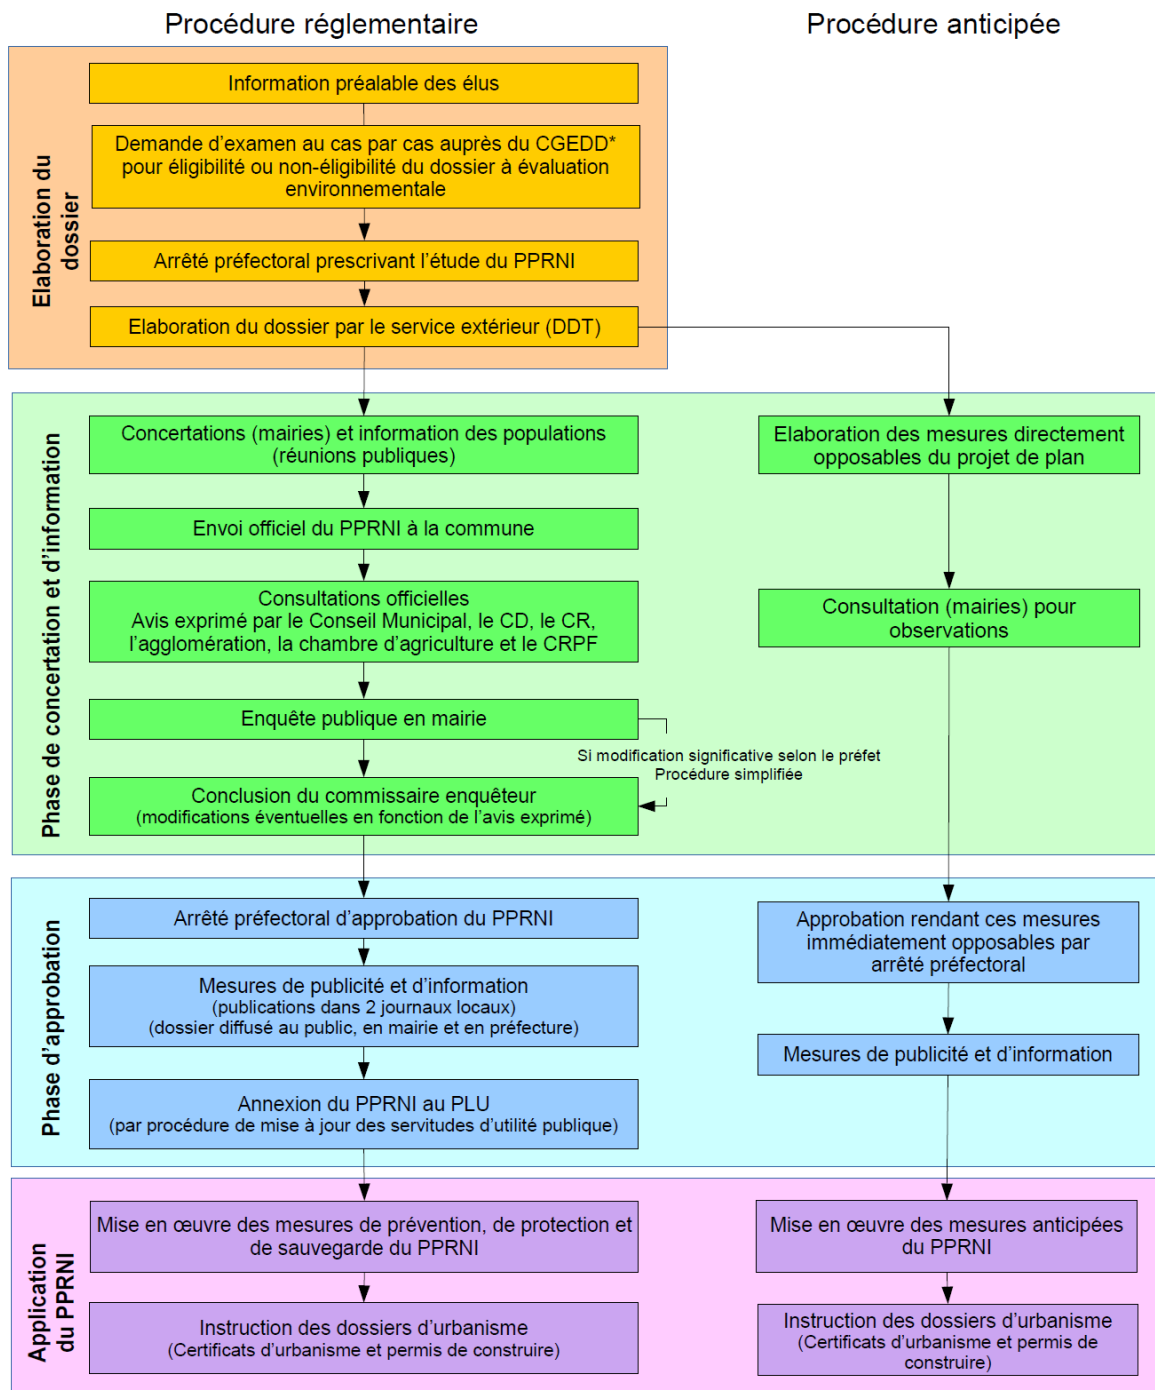 Procédure réglementaire
Procédure anticipée
Elaboration du
dossier
Information préalable des élus
Demande d'examen au cas par cas auprès du CGEDD*
pour éligibilité ou non-éligibilité du dossier à évaluation
environnementale
Arrêté préfectoral prescrivant l'étude du PPRNI
Elaboration du dossier par le service extérieur (DDT)
Phase de concertation et d'information
Concertations (mairies) et information des populations
(réunions publiques)
Envoi officiel du PPRNI à la commune
Consultations officielles
Avis exprimé par le Conseil Municipal, le CD, le CR,
l'agglomération, la chambre d'agriculture et le CRPF
Enquête publique en mairie
Si modification significative selon le préfet
Procédure simplifiée
Conclusion du commissaire enquêteur
(modifications éventuelles en fonction de l'avis exprimé)
Elaboration des mesures directement
opposables du projet de plan
Consultation (mairies) pour
observations
Phase d'approbation
Arrêté préfectoral d'approbation du PPRNI
Mesures de publicité et d'information
(publications dans 2 journaux locaux)
(dossier diffusé au public, en mairie et en préfecture)
Annexion du PPRNI au PLU
(par procédure de mise à jour des servitudes d'utilité publique)
Approbation rendant ces mesures
immédiatement opposables par
arrêté préfectoral
Mesures de publicité et d'information
Application
du PPRNI
Mise en œuvre des mesures de prévention, de protection et
de sauvegarde du PPRNI
Instruction des dossiers d'urbanisme
(Certificats d'urbanisme et permis de construire)
Mise en œuvre des mesures anticipées
du PPRNI
Instruction des dossiers d'urbanisme
(Certificats d'urbanisme et permis de
construire)